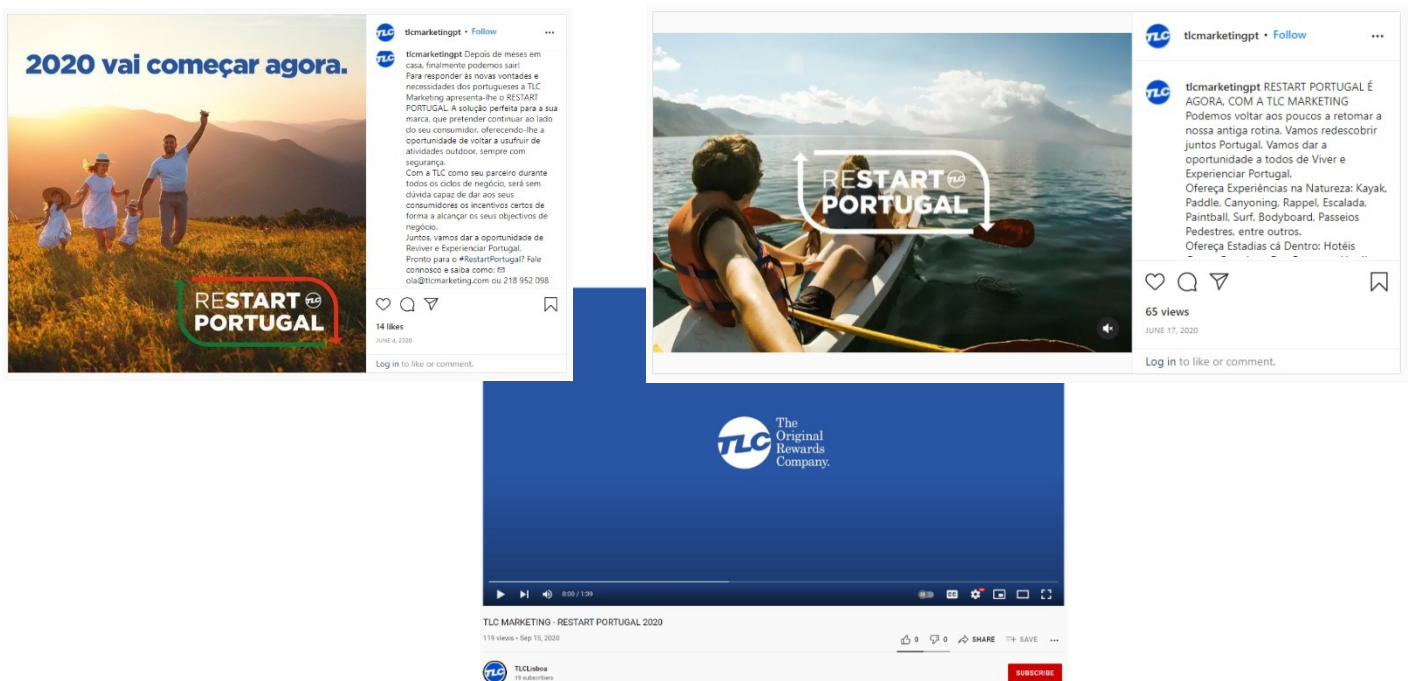 2020 vai começar agora.
RESTART TLC
PORTUGAL
TLC
tlcmarketingpt • Follow
TLC
tlcmarketingpt Depois de meses em
casa, finalmente podemos sair!
Para responder às novas vontades e
necessidades dos portugueses a TLC
Marketing apresenta-lhe o RESTART
PORTUGAL. A solução perfeita para a sua
marca, que pretender continuar ao lado
do seu consumidor, oferecendo-lhe a
oportunidade de voltar a usufruir de
atividades outdoor, sempre com
segurança.
Com a TLC como seu parceiro durante
todos os ciclos de negócio, será sem
dúvida capaz de dar aos seus
consumidores os incentivos certos de
forma a alcançar os seus objectivos de
negócio.
Juntos, vamos dar a oportunidade de
Reviver e Experienciar Portugal.
Pronto para o #RestartPortugal? Fale
connosco e saiba como: ✉
ola@tlcmarketing.com ou 218 952 098
14 likes
JUNE 4, 2020
Log in to like or comment.
RESTART TLC
PORTUGAL
TLC
tlcmarketingpt • Follow
TLC
tlcmarketingpt RESTART PORTUGAL É
AGORA, COM A TLC MARKETING
Podemos voltar aos poucos a retomar a
nossa antiga rotina. Vamos redescobrir
juntos Portugal. Vamos dar a
oportunidade a todos de Viver e
Experienciar Portugal.
Ofereça Experiências na Natureza: Kayak,
Paddle, Canyoning, Rappel, Escalada,
Paintball, Surf, Bodyboard, Passeios
Pedestres, entre outros.
Ofereça Estadias cá Dentro: Hotéis
65 views
JUNE 17, 2020
Log in to like or comment.
TLC
The
Original
Rewards
Company.
0:00 / 1:39
CC
TLC MARKETING - RESTART PORTUGAL 2020
119 views • Sep 15, 2020
0 0 SHARE SAVE
TLC
TLCLisboa
19 subscribers
SUBSCRIBE